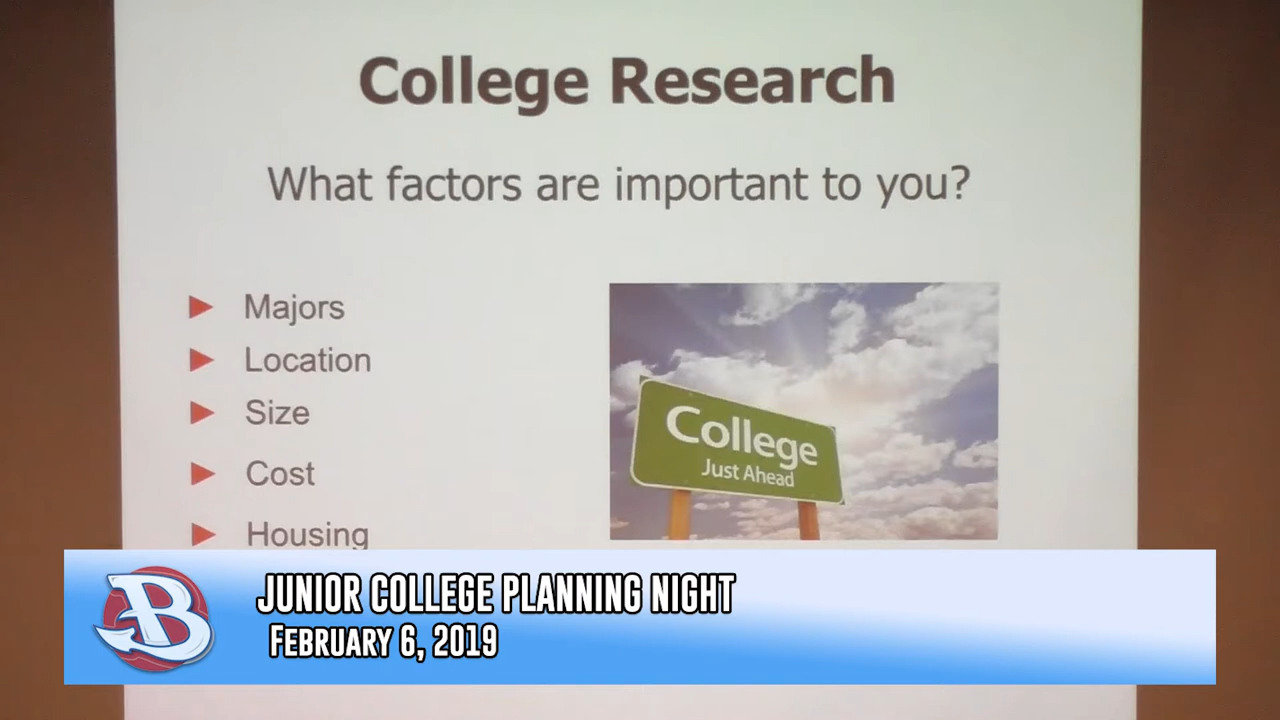 College Research
What factors are important to you?
Majors
Location
Size
Cost
Housing
College
Just Ahead
B
JUNIOR COLLEGE PLANNING NIGHT
FEBRUARY 6, 2019